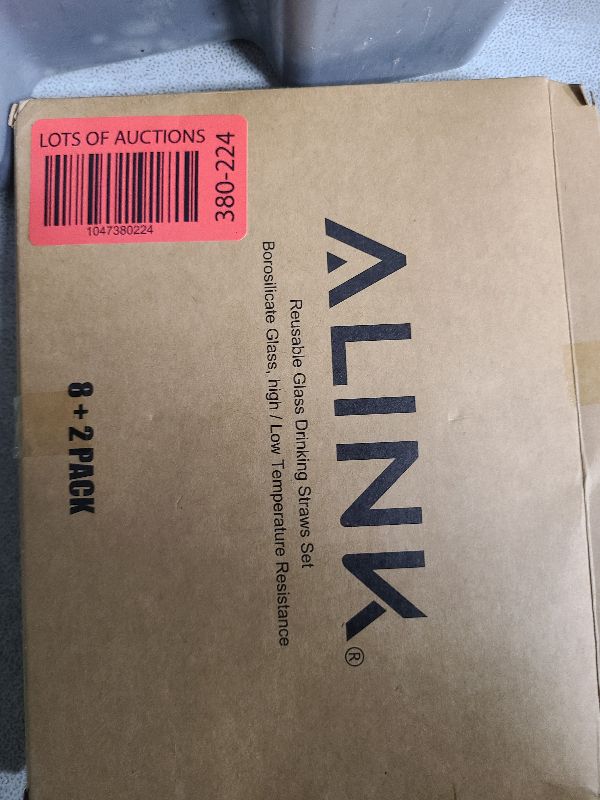 LOTS OF AUCTIONS
1047380224
380-224
ALINK®
Reusable Glass Drinking Straws Set
Borosilicate Glass, high / Low Temperature Resistance
8 + 2 PACK